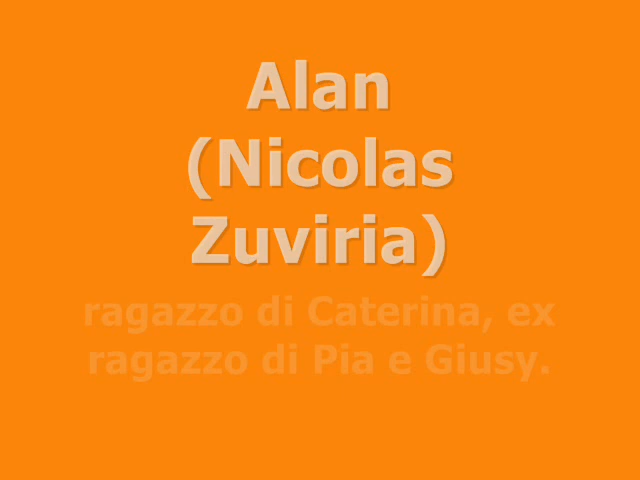 Alan
(Nicolas
Zuviria)
ragazzo di Caterina, ex
ragazzo di Pia e Giusy.